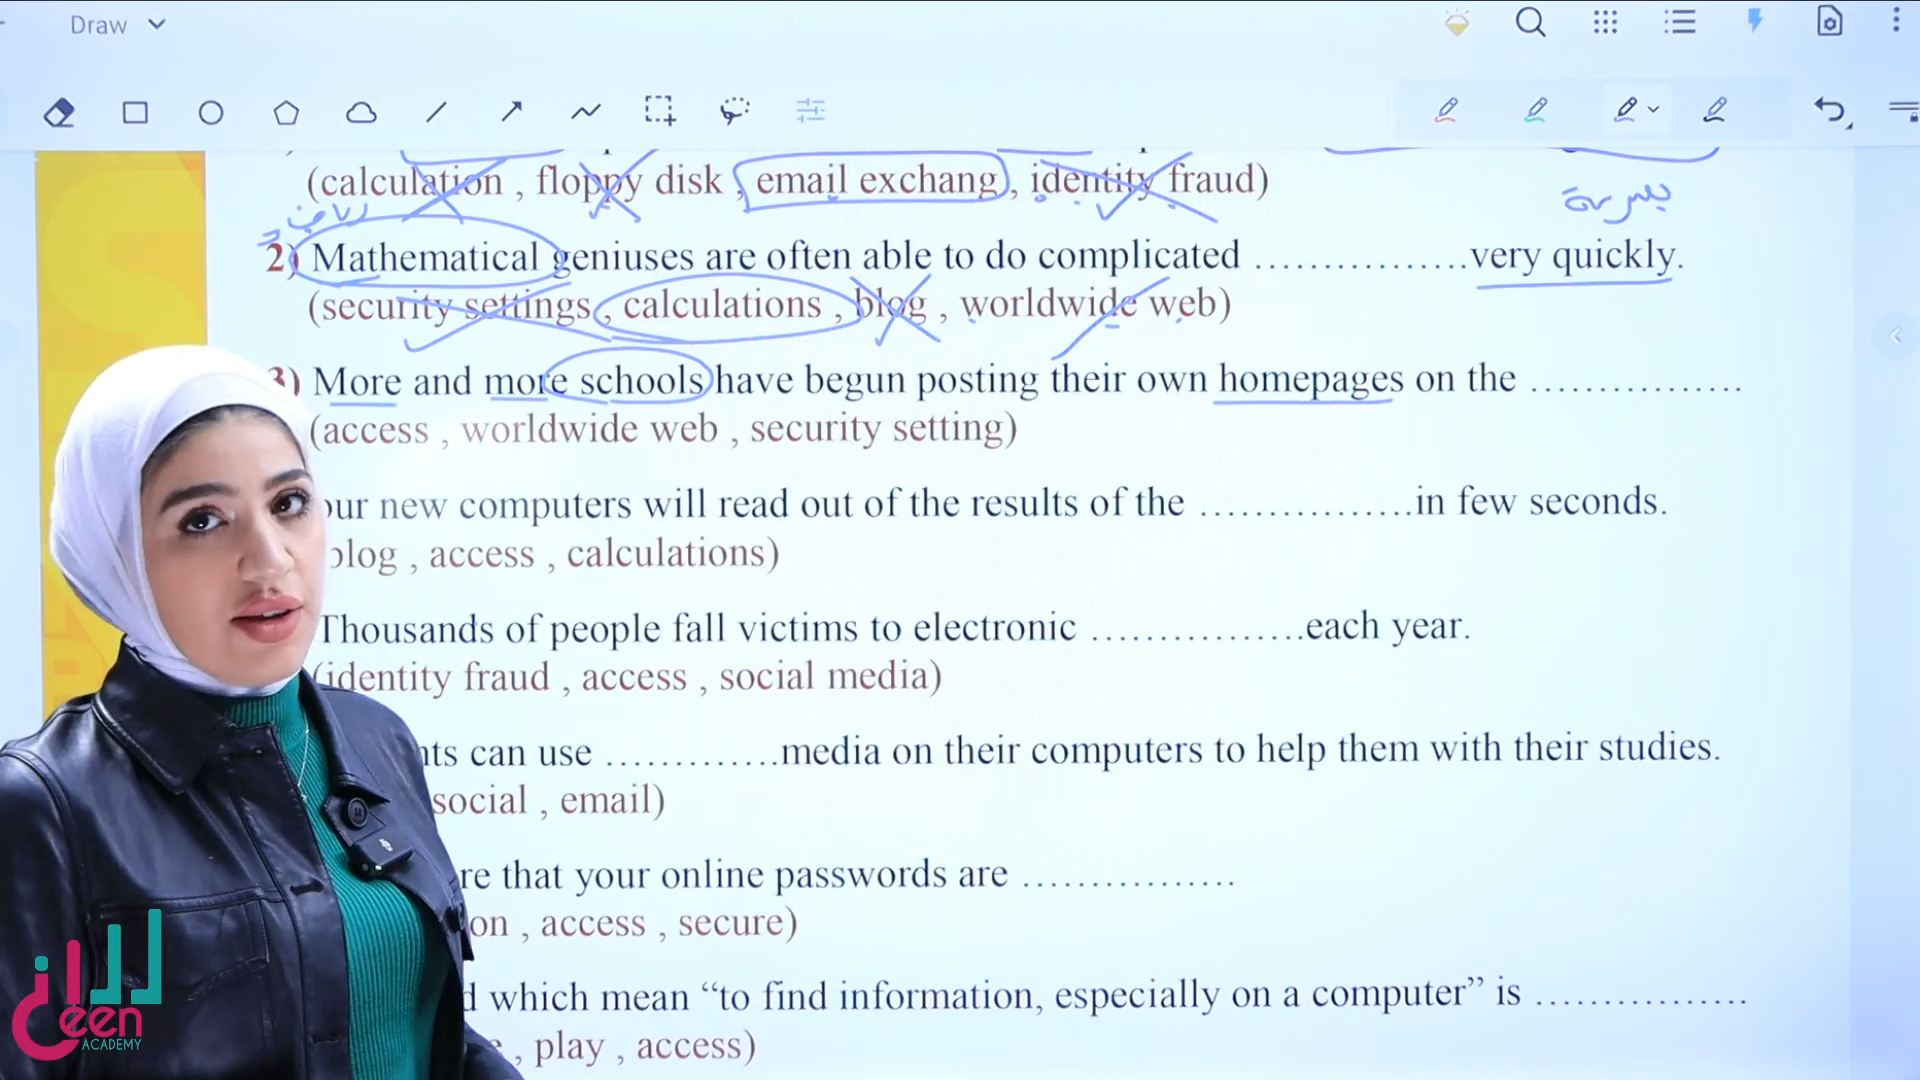 Draw
(calculation , floppy disk , email exchang , identity fraud)
بسرعة
2) Mathematical geniuses are often able to do complicated ................very quickly.
(security settings , calculations , blog , worldwide web)
3) More and more schools have begun posting their own homepages on the ................
(access , worldwide web , security setting)
our new computers will read out of the results of the ................in few seconds.
blog , access , calculations)
Thousands of people fall victims to electronic ................each year.
(identity fraud , access , social media)
nts can use .............media on their computers to help them with their studies.
social , email)
re that your online passwords are ................
on , access , secure)
d which mean “to find information, especially on a computer” is ................
, play , access)
een
ACADEMY